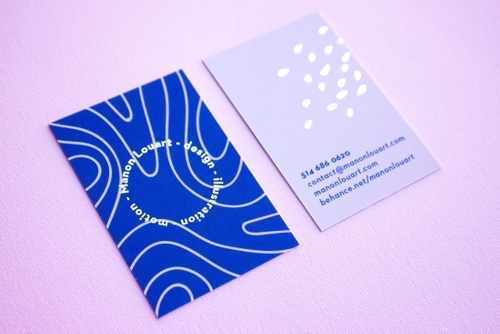 Manon Louart - design - illustration - motion -
514 686 0620
contact@manonlouart.com
manonlouart.com
behance.net/manonlouart